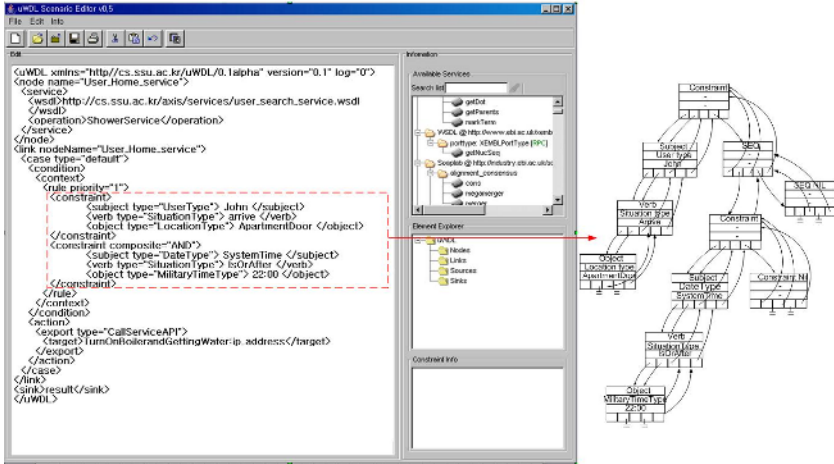 uWDL Scenario Editor v0,5
File Edit Info
Edit
<uWDL xmlns="http//cs.ssu.ac.kr/uWDL/0.1alpha" version="0.1" log="0">
<node name="User_Home_service">
<service>
<wsdl>http://cs.ssu.ac.kr/axis/services/user_search_service.wsdl
</wsdl>
<operation>ShowerService</operation>
</service>
</node>
<link nodeName="User_Home_service">
<case type="default">
<condition>
<context>
<rule priority="1">
<constraint>
<subject type="UserType"> John </subject>
<verb type="SituationType"> arrive </verb>
<object type="LocationType"> ApartmentDoor </object>
</constraint>
<constraint composite="AND">
<subject type="DateType"> SystemTime </subject>
<verb type="SituationType"> IsOrAfter </verb>
<object type="MilitaryTimeType"> 22:00 </object>
</constraint>
</rule>
</context>
</condition>
<action>
<export type="CallServiceAPI">
<target>TurnOnBoilerandGettingWater:ip_address</target>
</export>
</action>
</case>
</link>
<sink>result</sink>
</uWDL>
Infomation
Available Services
Search list
getDot
getParents
markTerm
WSDL @ http://www.ebi.ac.uk/xemb
porttype: XEMBLPortType [RPC]
getNucSeq
Soaplab @ http://industry.ebi.ac.uk/so
alignment_consensus
cons
megamerger
merger
Element Explorer
uWDL
Nodes
Links
Sources
Sinks
Constraint Info
Constraint
-
-
Subject
User type
John
SEQ
-
-
SEQ NIL
-
-
Verb
Situation type
Arrive
Constraint
-
-
Object
Location type
ApartmentDoor
Subject
DateType
SystemTime
-
-
Verb
SituationType
IsOrAfter
Object
MilitaryTimeType
22:00